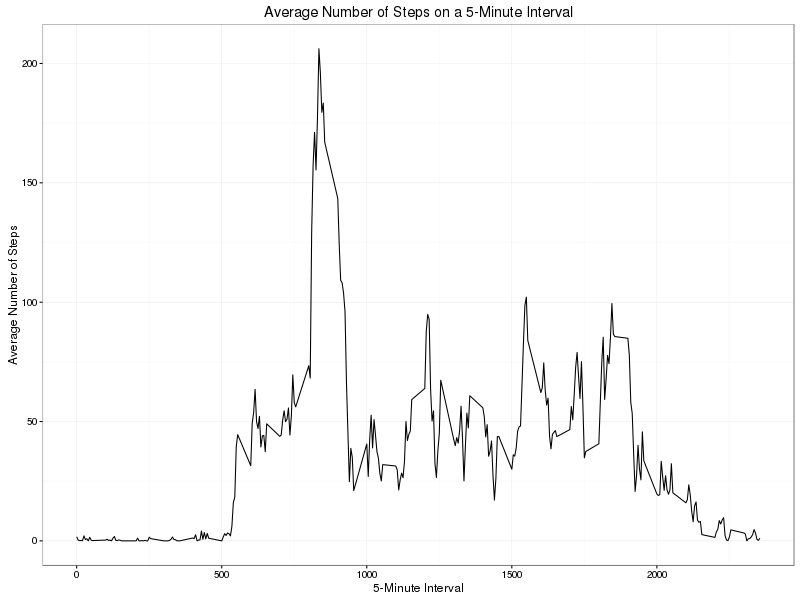 Average Number of Steps on a 5-Minute Interval
Average Number of Steps
200
150
100
50
0
0 500 1000 1500 2000
5-Minute Interval